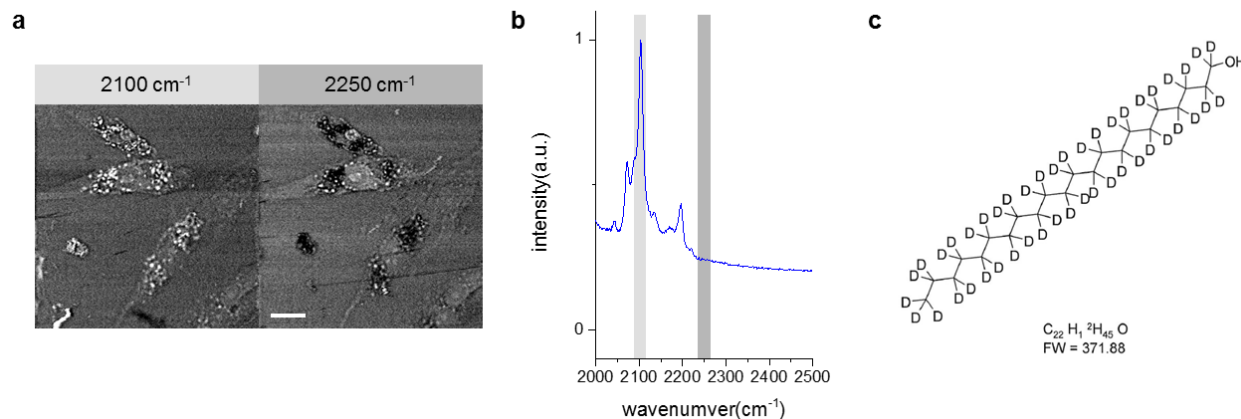 a
2100 cm⁻¹
2250 cm⁻¹
b
intensity(a.u.)
1
0
2000 2100 2200 2300 2400 2500
wavenumver(cm⁻¹)
c
D D
OH
D D D D
D D D D
D D D D
D D D D
D D D D
D D D D
D D D D
D D D D
D D D D
D D D D
D D D
C₂₂ H₁ ²H₄₅ O
FW = 371.88